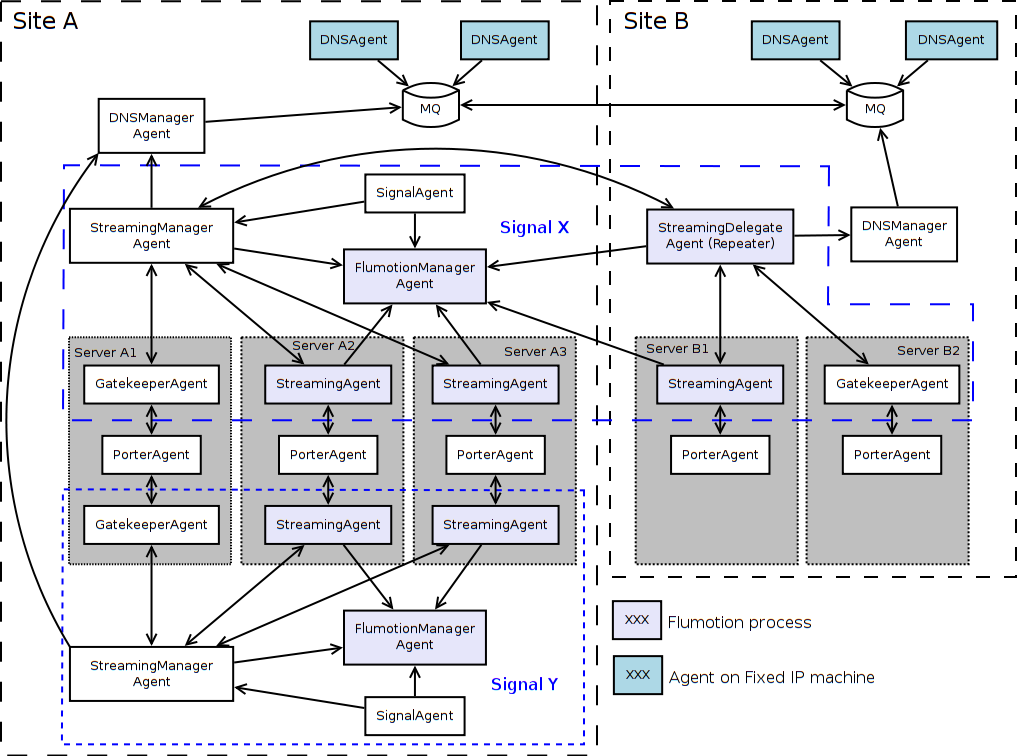 Site A
Site B
DNSAgent
DNSAgent
DNSAgent
DNSAgent
MQ
MQ
DNSManager
Agent
SignalAgent
StreamingManager
Agent
Signal X
StreamingDelegate
Agent (Repeater)
DNSManager
Agent
FlumotionManager
Agent
Server A1
Server A2
Server A3
Server B1
Server B2
GatekeeperAgent
StreamingAgent
StreamingAgent
StreamingAgent
GatekeeperAgent
PorterAgent
PorterAgent
PorterAgent
PorterAgent
PorterAgent
GatekeeperAgent
StreamingAgent
StreamingAgent
FlumotionManager
Agent
StreamingManager
Agent
Signal Y
SignalAgent
XXX
Flumotion process
XXX
Agent on Fixed IP machine